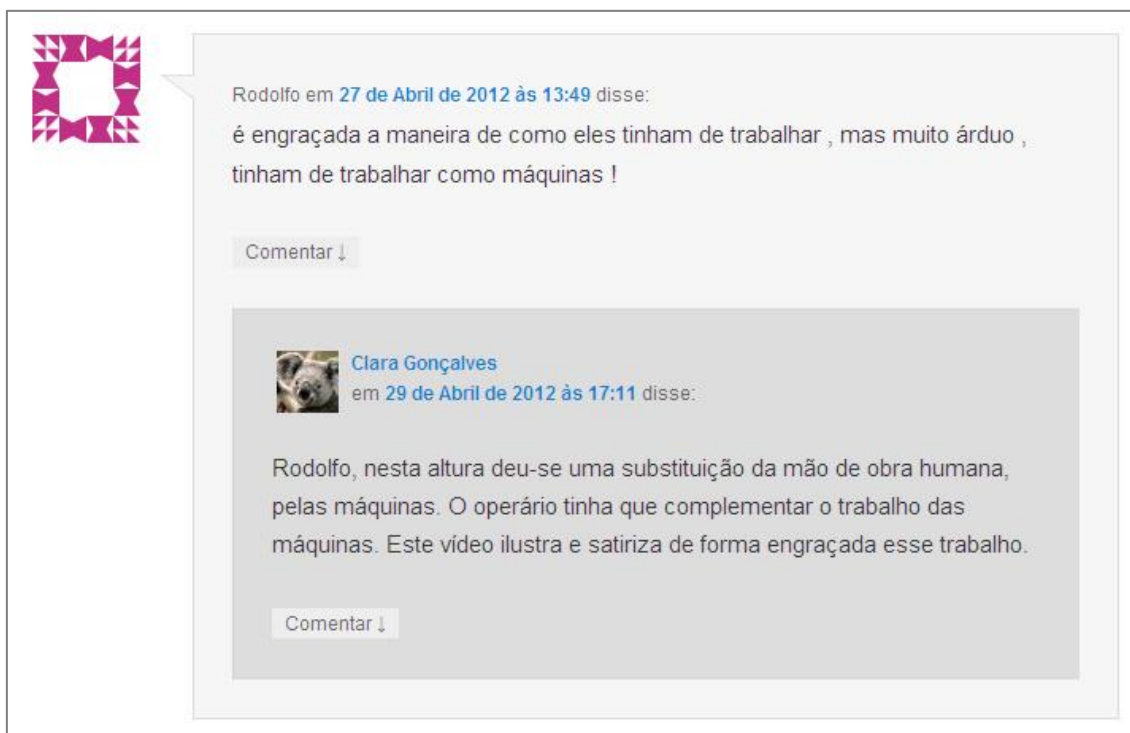 Rodolfo em 27 de Abril de 2012 às 13:49 disse:
é engraçada a maneira de como eles tinham de trabalhar , mas muito árduo ,
tinham de trabalhar como máquinas !
Comentar ↓
Clara Gonçalves
em 29 de Abril de 2012 às 17:11 disse:
Rodolfo, nesta altura deu-se uma substituição da mão de obra humana,
pelas máquinas. O operário tinha que complementar o trabalho das
máquinas. Este vídeo ilustra e satiriza de forma engraçada esse trabalho.
Comentar ↓